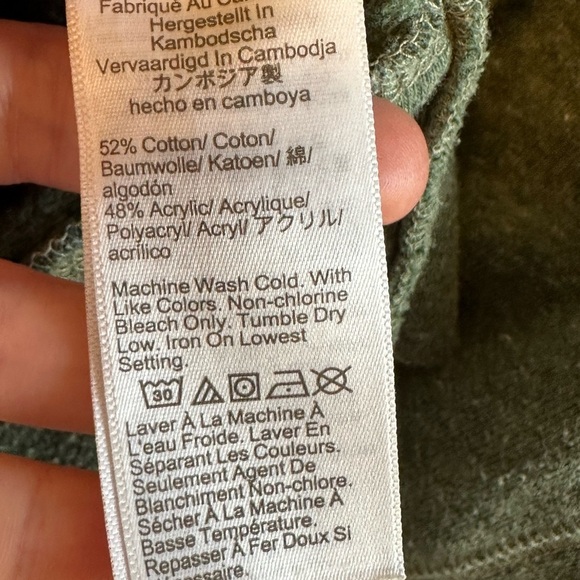 Fabriqué Au
Hergestellt In
Kambodscha
Vervaardigd In Cambodja
カンボジア製
hecho en camboya
52% Cotton/ Coton/
Baumwolle/ Katoen/ 綿/
algodón
48% Acrylic/ Acrylique/
Polyacryl/ Acryl/ アクリル/
acrílico
Machine Wash Cold. With
Like Colors. Non-chlorine
Bleach Only. Tumble Dry
Low. Iron On Lowest
Setting.
30
Laver À La Machine À
L'eau Froide. Laver En
Séparant Les Couleurs.
Seulement Agent De
Blanchiment Non-chlore.
Sécher À La Machine À
Basse Température.
Repasser À Fer Doux Si